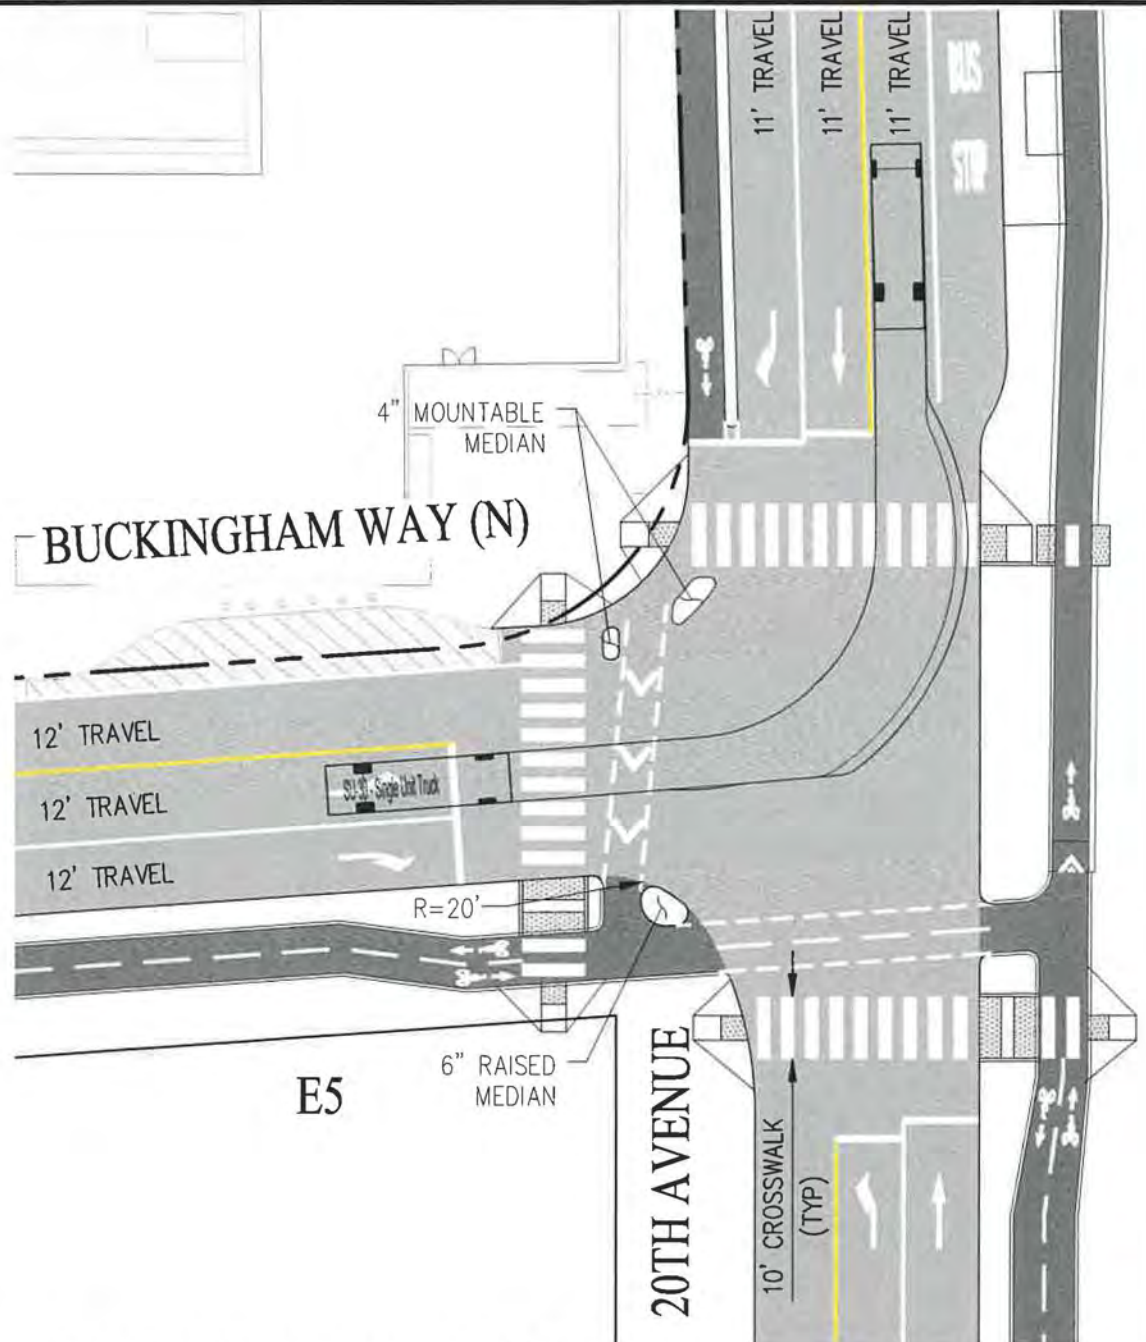 11' TRAVEL
11' TRAVEL
11' TRAVEL
BUS
STOP
4" MOUNTABLE
MEDIAN
BUCKINGHAM WAY (N)
12' TRAVEL
12' TRAVEL
SU-30 - Single Unit Truck
12' TRAVEL
R=20'
6" RAISED
MEDIAN
E5
20TH AVENUE
10' CROSSWALK
(TYP)